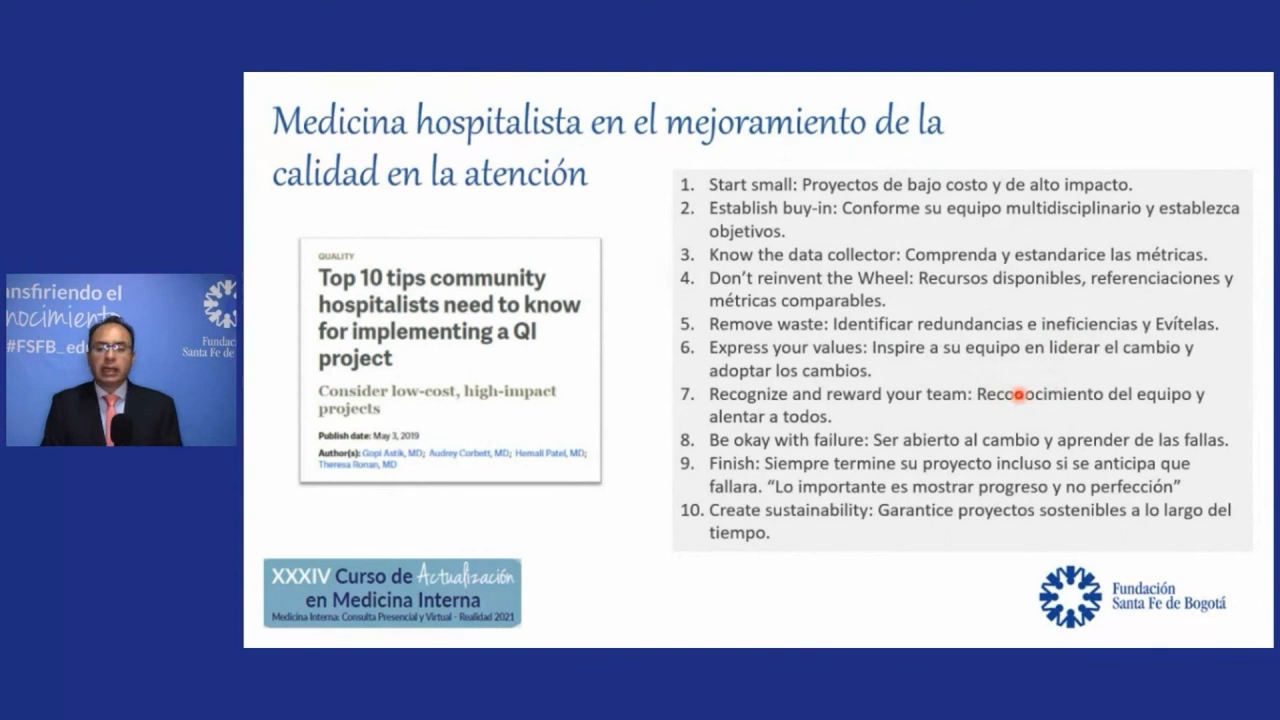 Medicina hospitalista en el mejoramiento de la
calidad en la atención
QUALITY
Top 10 tips community
hospitalists need to know
for implementing a QI
project
Consider low-cost, high-impact
projects
Publish date: May 3, 2019
Author(s): Gopi Astik, MD; Audrey Corbett, MD; Hemali Patel, MD;
Theresa Ronan, MD
1. Start small: Proyectos de bajo costo y de alto impacto.
2. Establish buy-in: Conforme su equipo multidisciplinario y establezca
objetivos.
3. Know the data collector: Comprenda y estandarice las métricas.
4. Don’t reinvent the Wheel: Recursos disponibles, referenciaciones y
métricas comparables.
5. Remove waste: Identificar redundancias e ineficiencias y Evítelas.
6. Express your values: Inspire a su equipo en liderar el cambio y
adoptar los cambios.
7. Recognize and reward your team: Reconocimiento del equipo y
alentar a todos.
8. Be okay with failure: Ser abierto al cambio y aprender de las fallas.
9. Finish: Siempre termine su proyecto incluso si se anticipa que
fallara. “Lo importante es mostrar progreso y no perfección”
10. Create sustainability: Garantice proyectos sostenibles a lo largo del
tiempo.
ansfiriendo el
nocimiento
#FSFB_edu
Fundac
Santa Fe de
XXXIV Curso de Actualización
en Medicina Interna
Medicina Interna: Consulta Presencial y Virtual - Realidad 2021
Fundación
Santa Fe de Bogotá